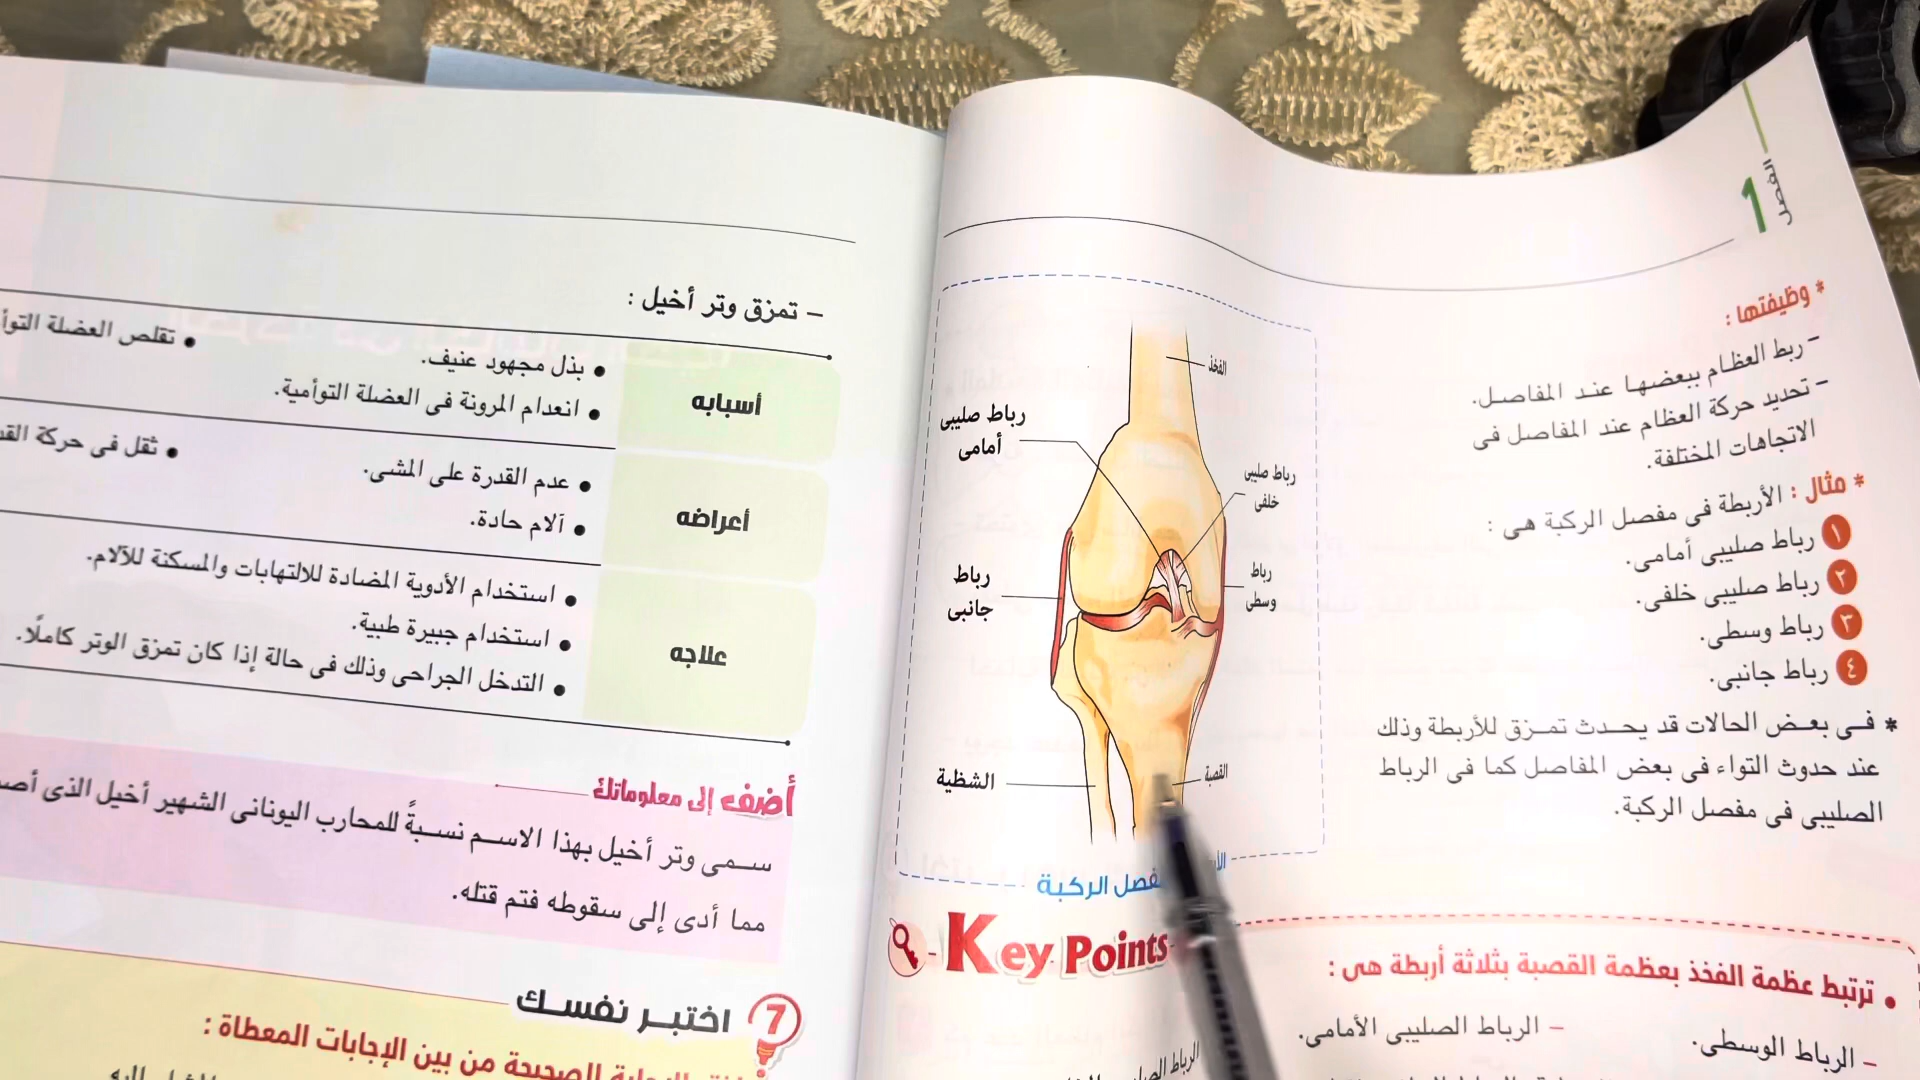 الفصل
1
* وظيفتها :
– ربط العظام ببعضها عند المفاصل.
– تحديد حركة العظام عند المفاصل فى
الاتجاهات المختلفة.
* مثال : الأربطة فى مفصل الركبة هى :
١ رباط صليبى أمامى.
٢ رباط صليبى خلفى.
٣ رباط وسطى.
٤ رباط جانبى.
* فى بعض الحالات قد يحدث تمزق للأربطة وذلك
عند حدوث التواء فى بعض المفاصل كما فى الرباط
الصليبى فى مفصل الركبة.
الفخذ
رباط صليبى
أمامى
رباط صليبى
خلفى
رباط
وسطى
رباط
جانبى
القصبة
الشظية
مفصل الركبة
Key Points
• ترتبط عظمة الفخذ بعظمة القصبة بثلاثة أربطة هى :
– الرباط الوسطى.
– الرباط الصليبى الأمامى.
– تمزق وتر أخيل :
أسبابه
• بذل مجهود عنيف.
• تقلص العضلة
• انعدام المرونة فى العضلة التوأمية.
أعراضه
• عدم القدرة على المشى.
• ثقل فى حركة
• آلام حادة.
علاجه
• استخدام الأدوية المضادة للالتهابات والمسكنة للآلام.
• استخدام جبيرة طبية.
• التدخل الجراحى وذلك فى حالة إذا كان تمزق الوتر كاملًا.
أضف إلى معلوماتك
سمى وتر أخيل بهذا الاسم نسبةً للمحارب اليونانى الشهير أخيل الذى
مما أدى إلى سقوطه فتم قتله.
7 اختبر نفسك
الصحيحة من بين الإجابات المعطاة :